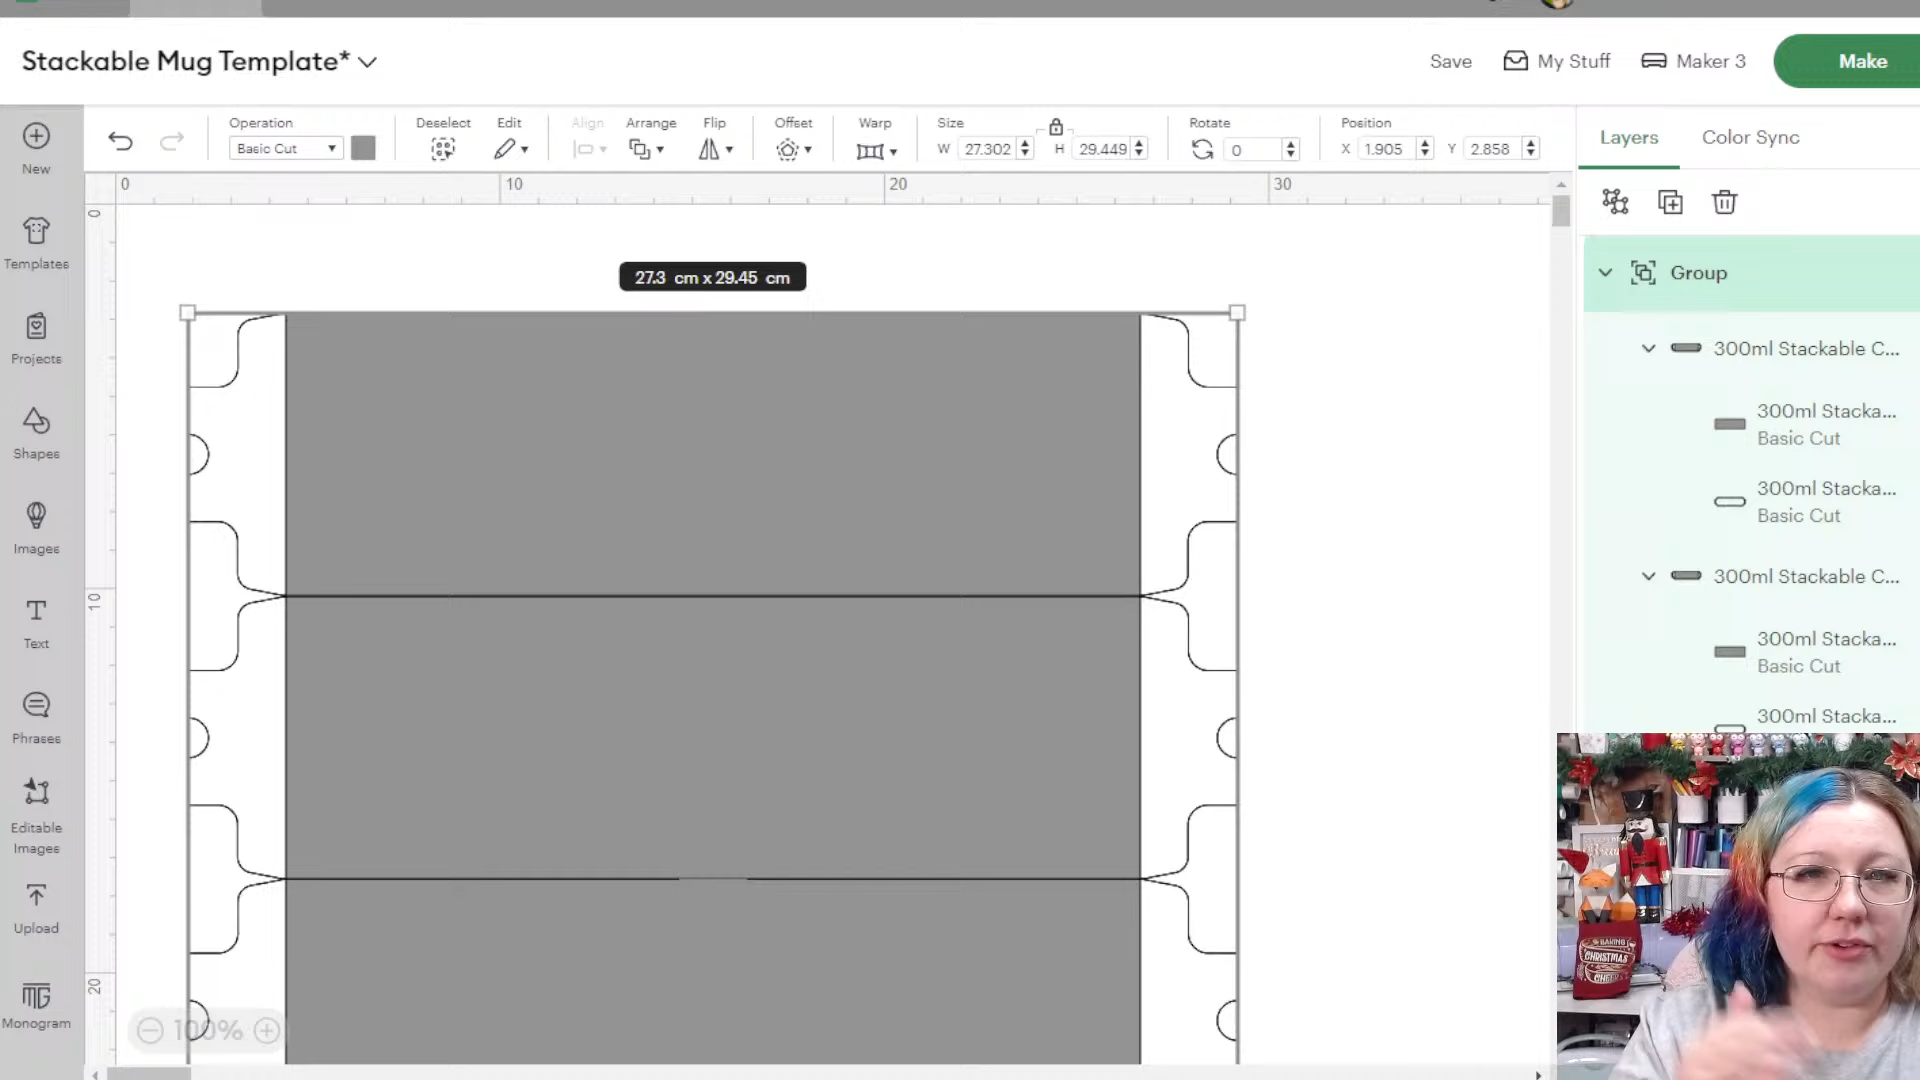 Stackable Mug Template*
Save
My Stuff
Maker 3
Make
Operation
Basic Cut
Deselect
Edit
Align
Arrange
Flip
Offset
Warp
Size
W 27.302
H 29.449
Rotate
0
Position
X 1.905
Y 2.858
Layers
Color Sync
New
Templates
Projects
Shapes
Images
Text
Phrases
Editable
Images
Upload
Monogram
0
10
20
30
0
10
20
27.3 cm x 29.45 cm
100%
Group
300ml Stackable C...
300ml Stacka...
Basic Cut
300ml Stacka...
Basic Cut
300ml Stackable C...
300ml Stacka...
Basic Cut
300ml Stacka...
BAKING
CHRISTMAS
CHEER